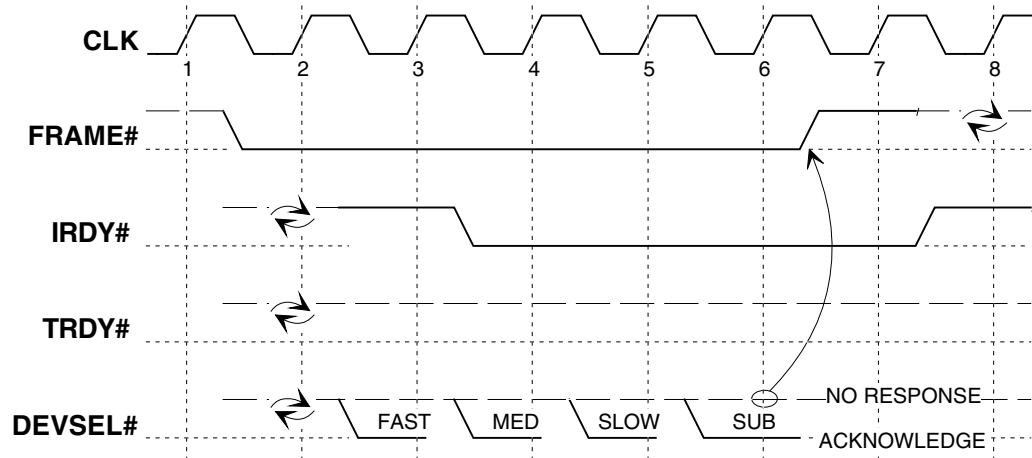 CLK
1 2 3 4 5 6 7 8
FRAME#
IRDY#
TRDY#
DEVSEL#
FAST MED SLOW SUB
NO RESPONSE
ACKNOWLEDGE